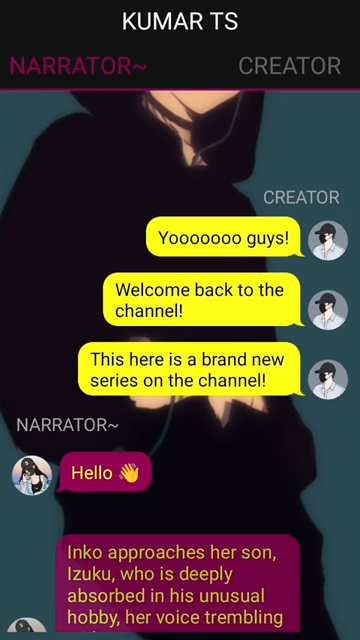 KUMAR TS
NARRATOR~ CREATOR
CREATOR
Yooooooo guys!
Welcome back to the
channel!
This here is a brand new
series on the channel!
NARRATOR~
Hello 👋
Inko approaches her son,
Izuku, who is deeply
absorbed in his unusual
hobby, her voice trembling